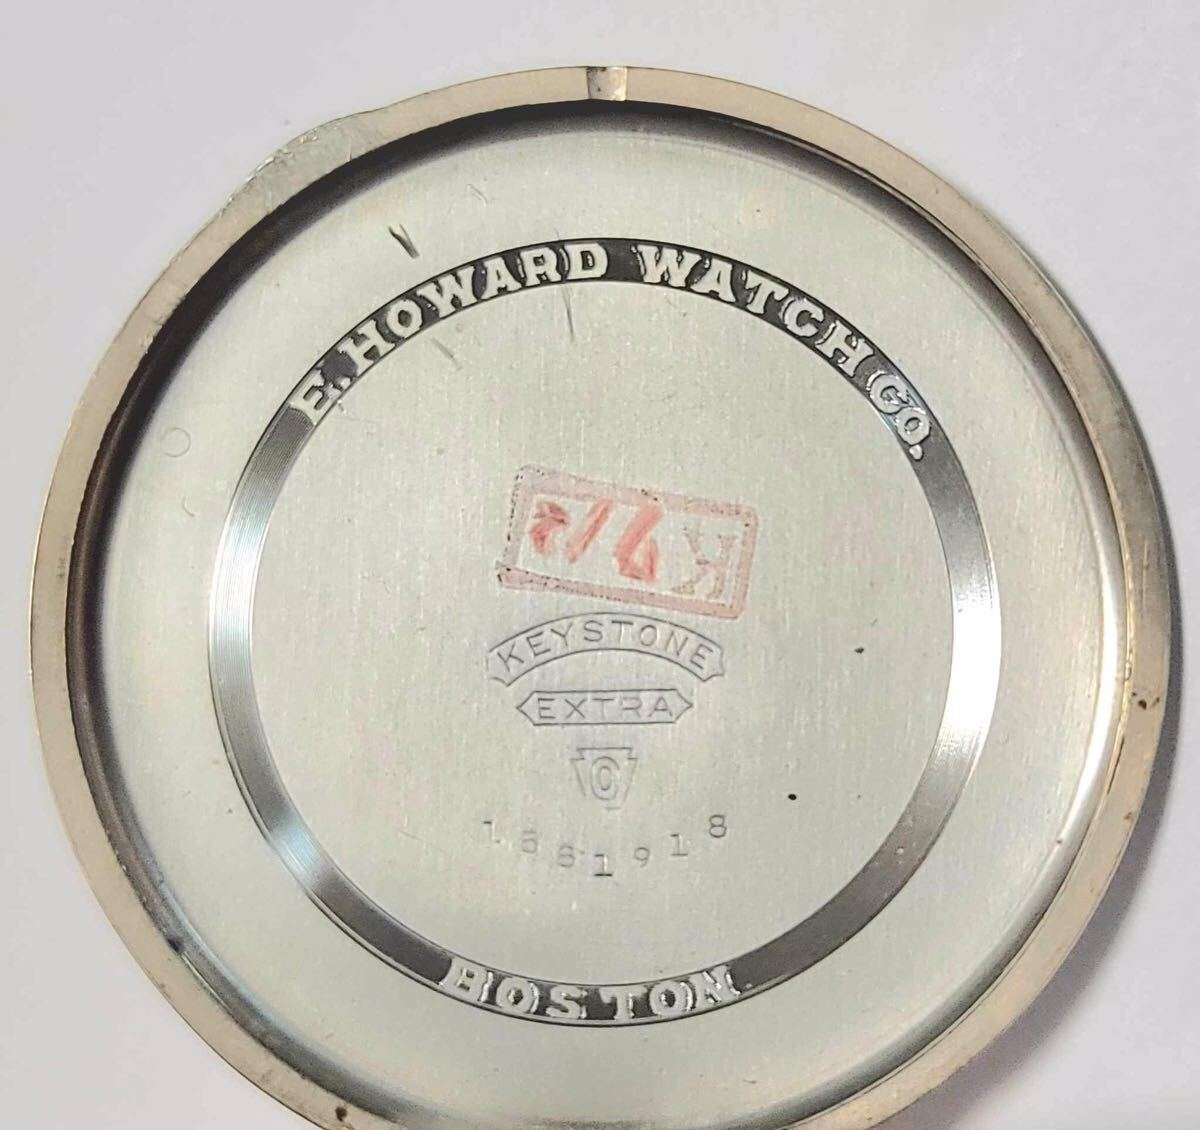 E. HOWARD WATCH CO.
KEYSTONE
EXTRA
C
1661918
BOSTON